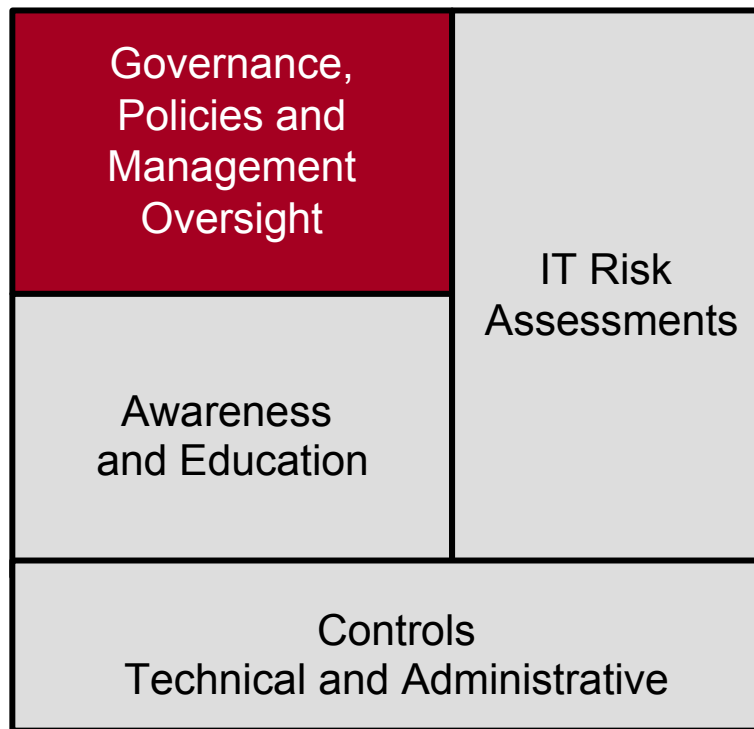 Governance,
Policies and
Management
Oversight
IT Risk
Assessments
Awareness
and Education
Controls
Technical and Administrative